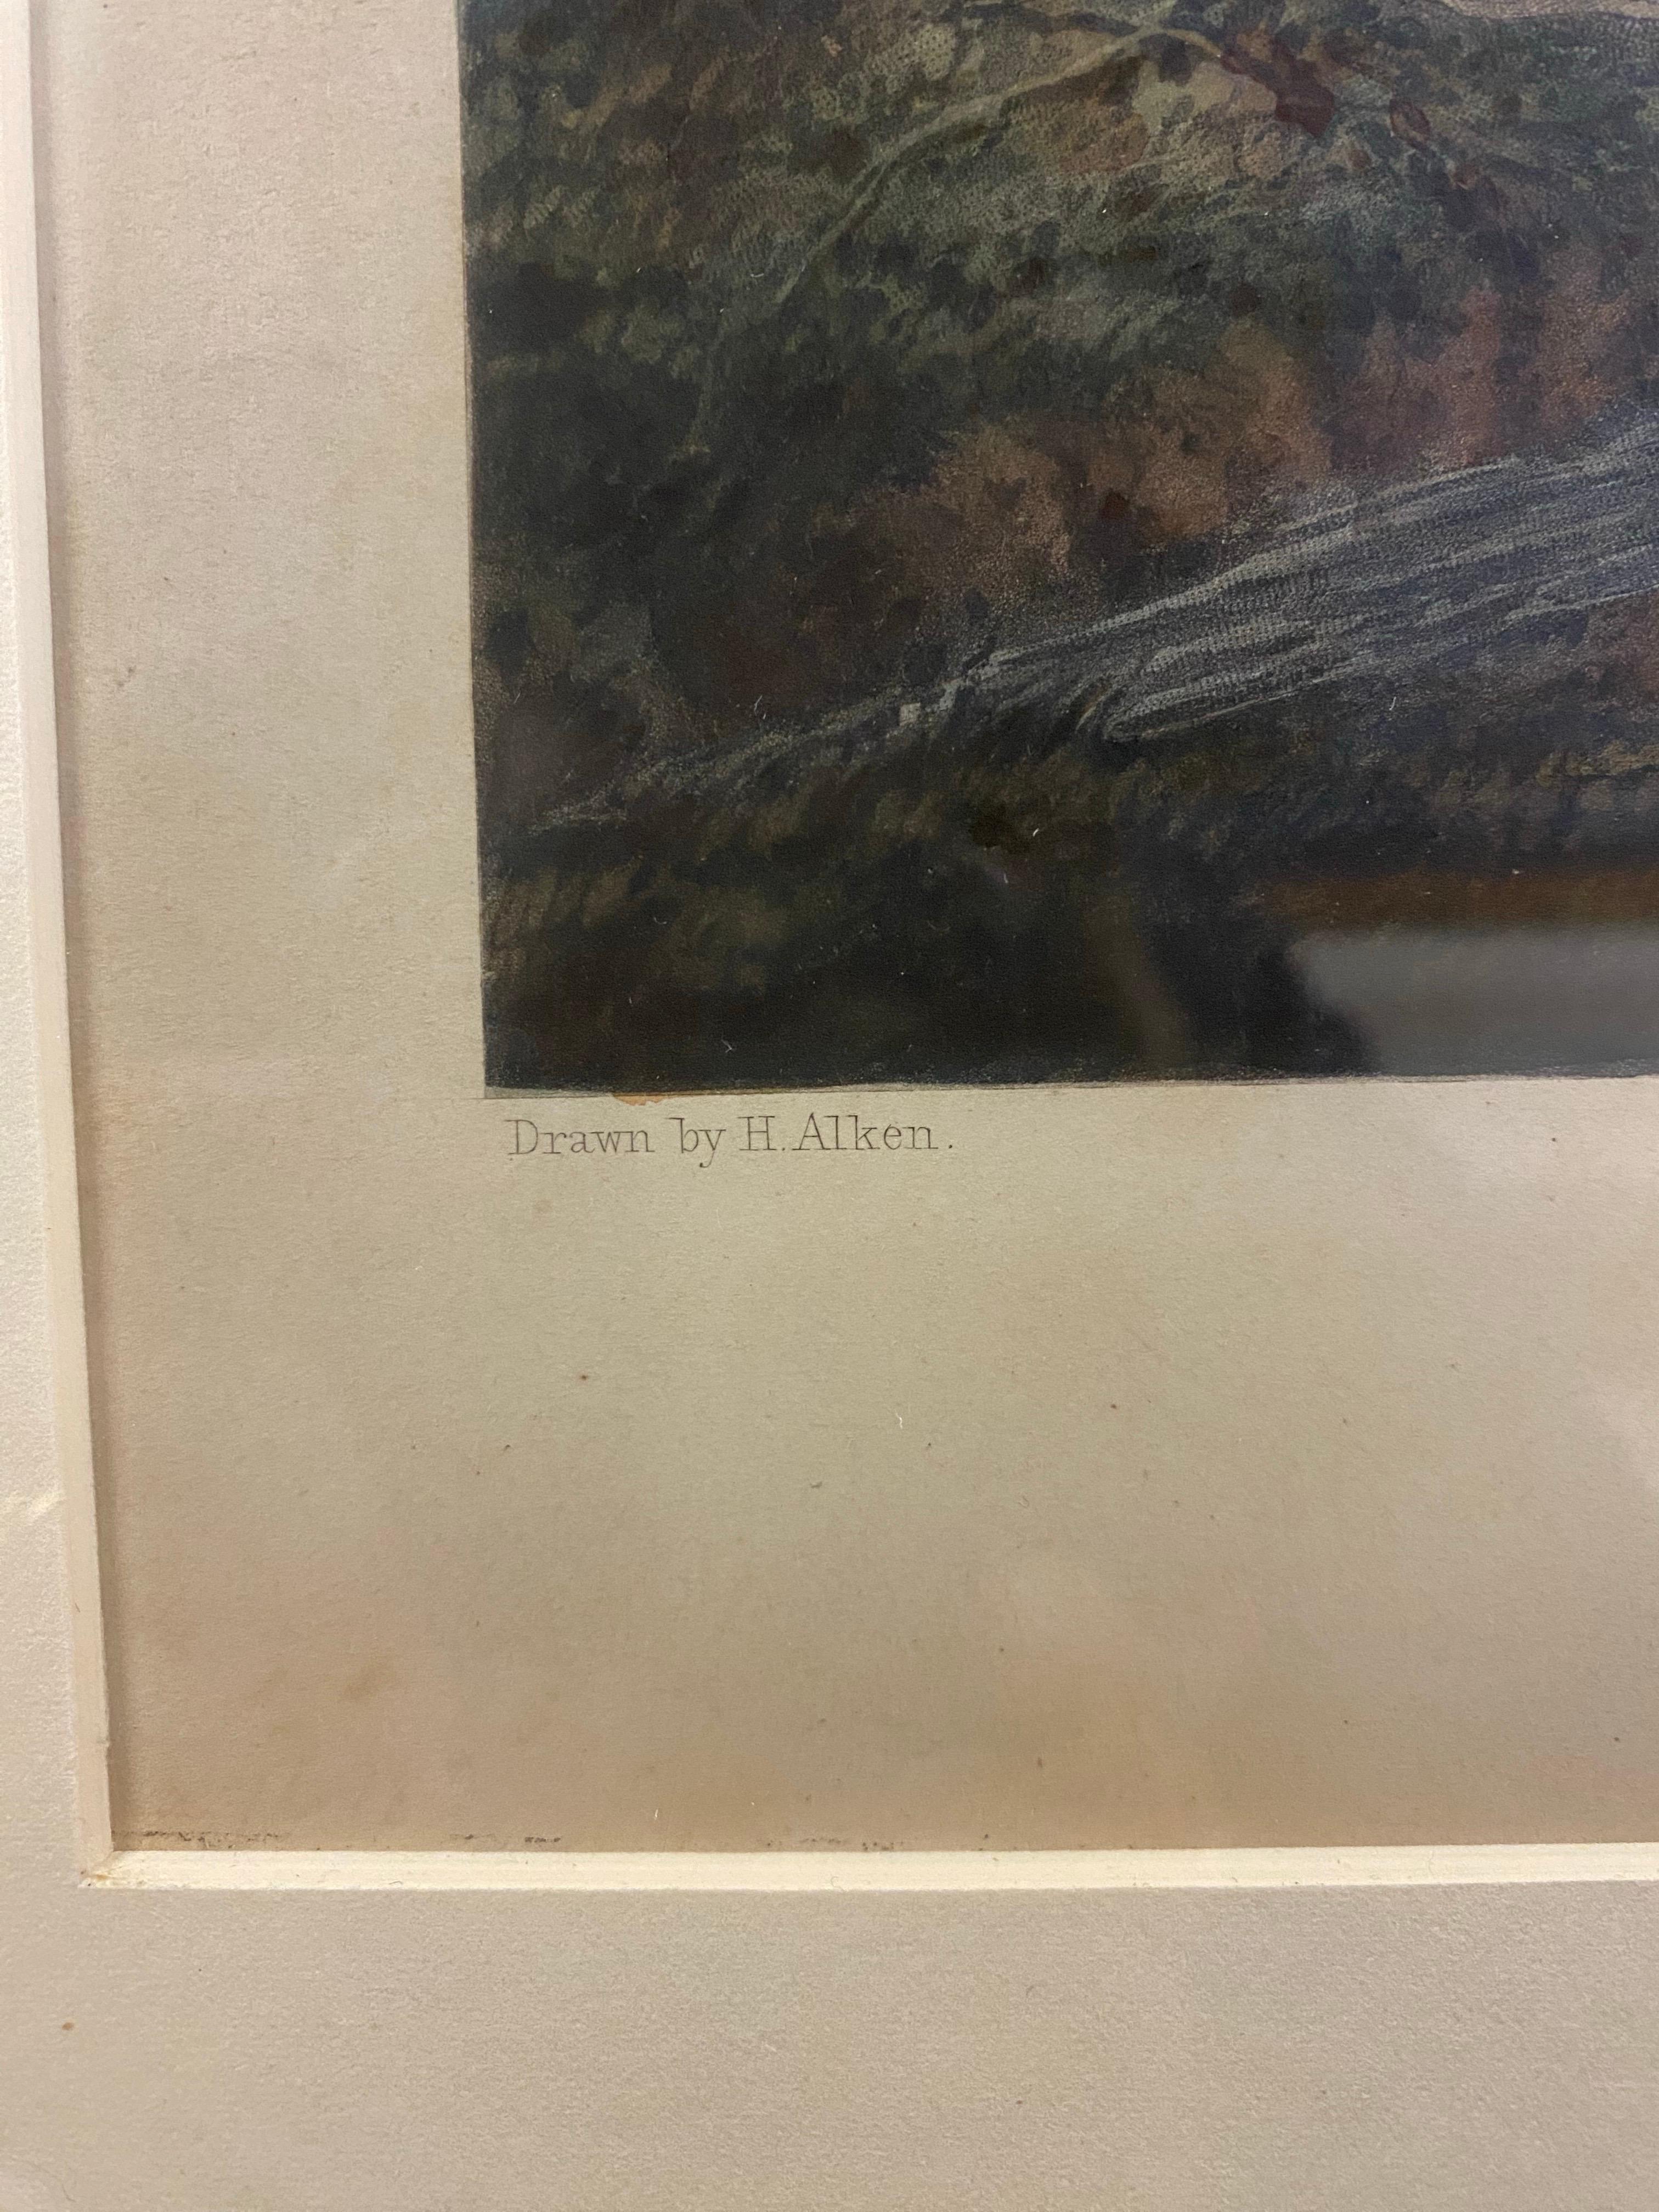 Drawn by H. Alken.